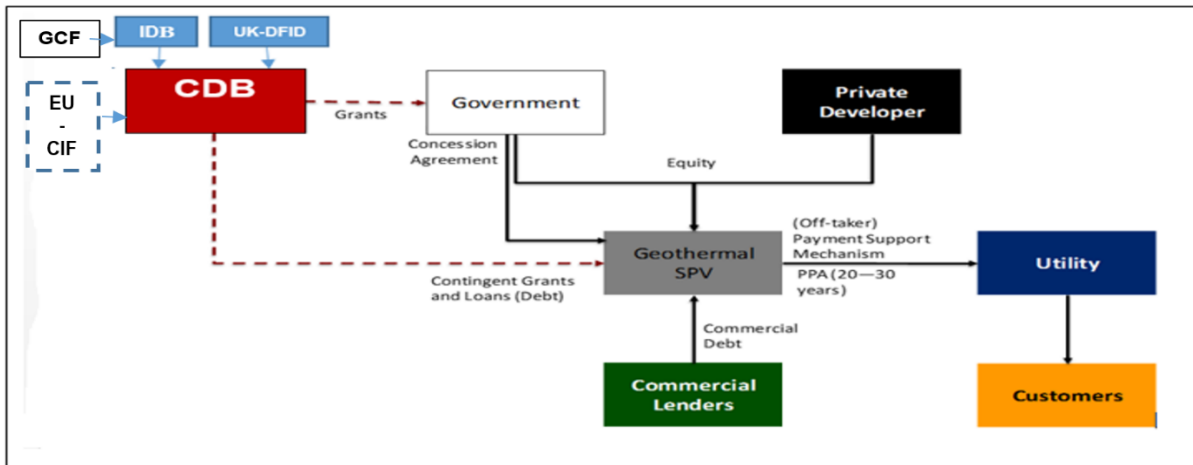 GCF
IDB
UK-DFID
EU
-
CIF
CDB
Grants
Government
Private
Developer
Concession
Agreement
Equity
Geothermal
SPV
(Off-taker)
Payment Support
Mechanism
PPA (20—30
years)
Utility
Contingent Grants
and Loans (Debt)
Commercial
Debt
Commercial
Lenders
Customers